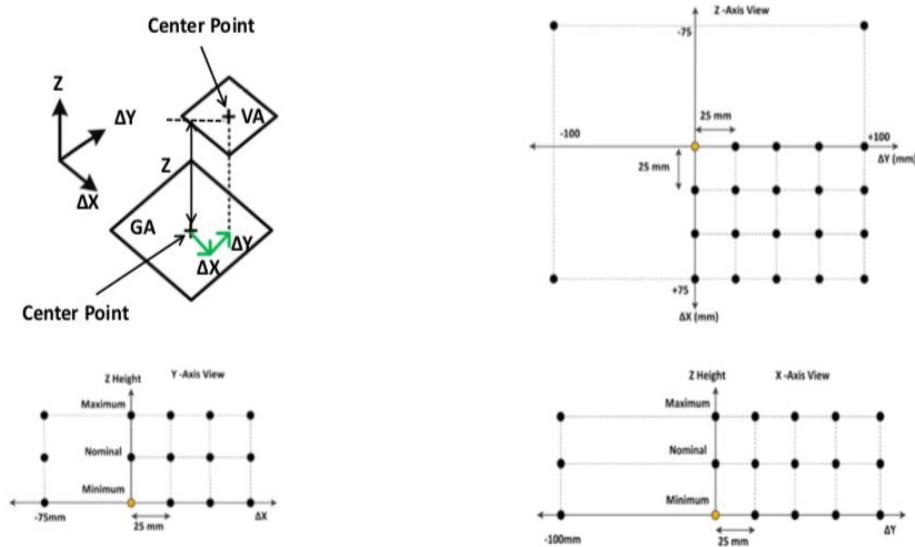 Center Point
Z
ΔY
ΔX
VA
Z
GA
ΔY
ΔX
Center Point
Z -Axis View
-75
25 mm
-100
+100
ΔY (mm)
25 mm
+75
ΔX (mm)
Z Height
Y -Axis View
Maximum
Nominal
Minimum
-75mm
25 mm
ΔX
Z Height
X -Axis View
Maximum
Nominal
Minimum
-100mm
25 mm
ΔY